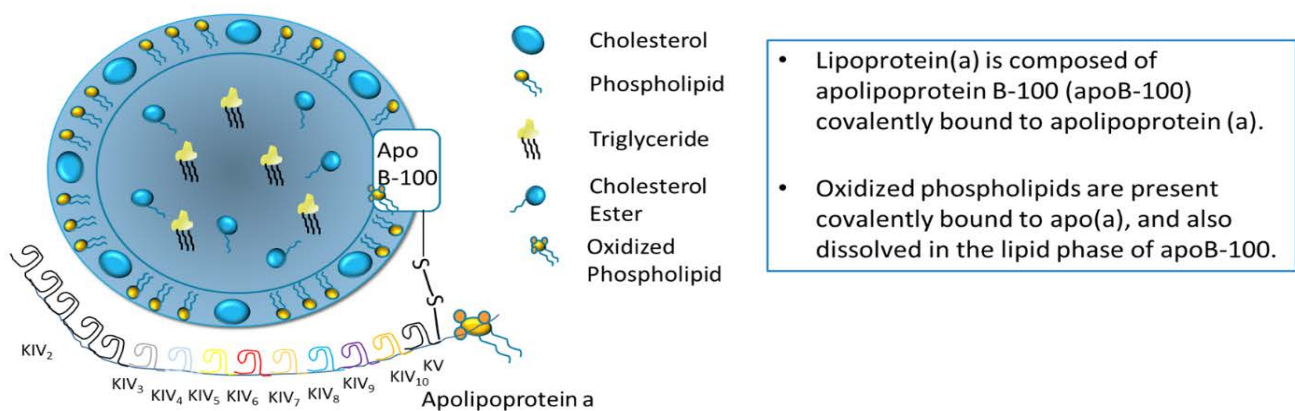 Cholesterol
Phospholipid
Triglyceride
Cholesterol
Ester
Oxidized
Phospholipid
Apo
B-100
S
S
KIV2
KIV3
KIV4
KIV5
KIV6
KIV7
KIV8
KIV9
KIV10
KV
Apolipoprotein a
• Lipoprotein(a) is composed of
apolipoprotein B-100 (apoB-100)
covalently bound to apolipoprotein (a).
• Oxidized phospholipids are present
covalently bound to apo(a), and also
dissolved in the lipid phase of apoB-100.